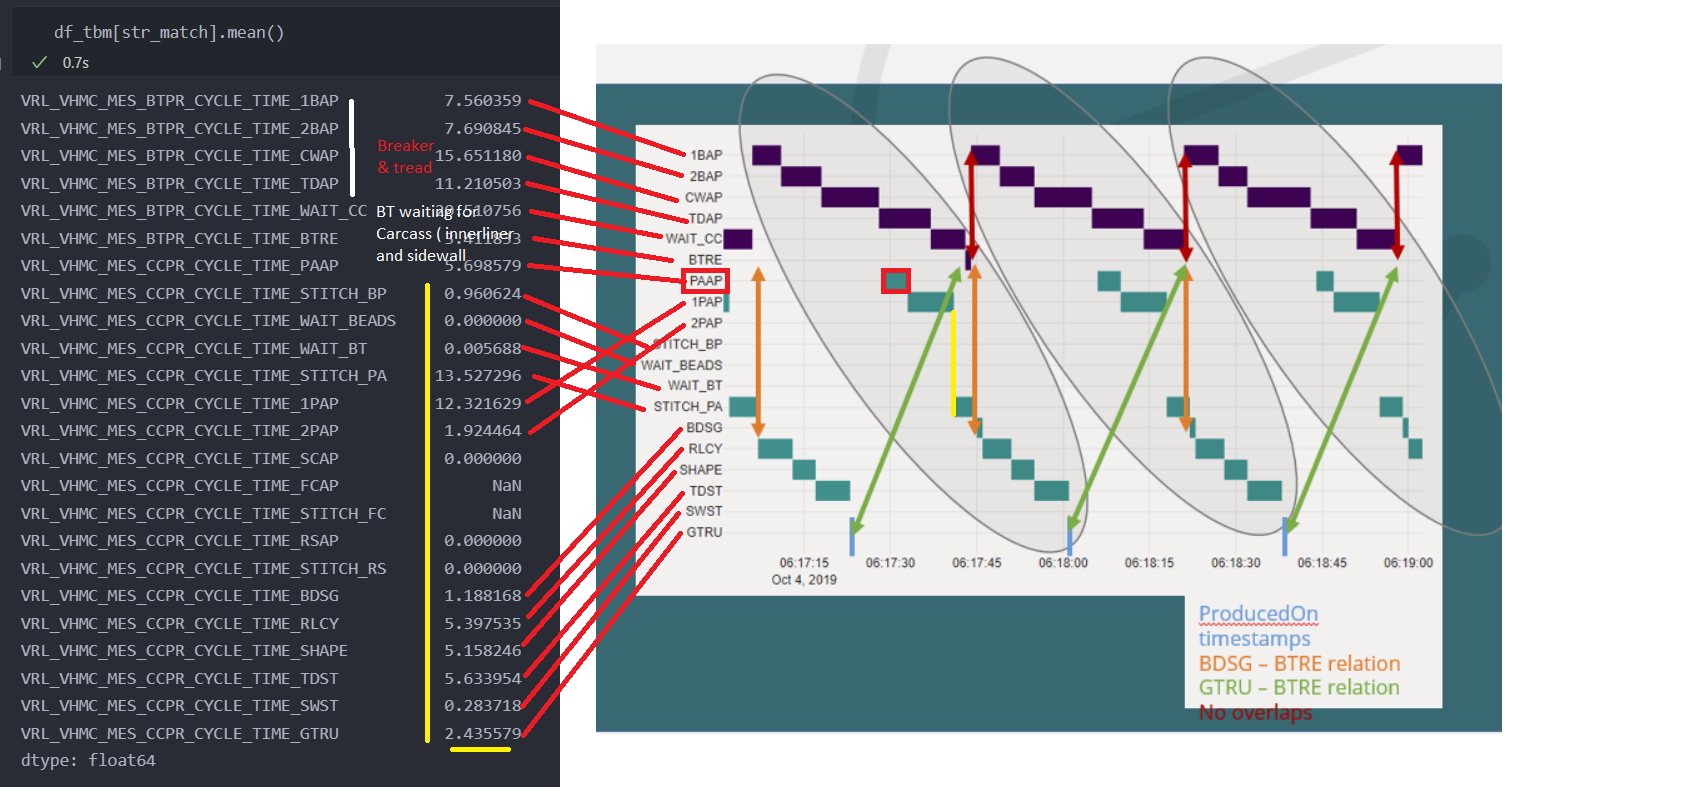 df_tbm[str_match].mean()
0.7s
VRL_VHMC_MES_BTPR_CYCLE_TIME_1BAP 7.560359
VRL_VHMC_MES_BTPR_CYCLE_TIME_2BAP 7.690845
VRL_VHMC_MES_BTPR_CYCLE_TIME_CWAP 15.651180
VRL_VHMC_MES_BTPR_CYCLE_TIME_TDAP 11.210503
VRL_VHMC_MES_BTPR_CYCLE_TIME_WAIT_CC
VRL_VHMC_MES_BTPR_CYCLE_TIME_BTRE
VRL_VHMC_MES_CCPR_CYCLE_TIME_PAAP 5.698579
VRL_VHMC_MES_CCPR_CYCLE_TIME_STITCH_BP 0.960624
VRL_VHMC_MES_CCPR_CYCLE_TIME_WAIT_BEADS 0.000000
VRL_VHMC_MES_CCPR_CYCLE_TIME_WAIT_BT 0.005688
VRL_VHMC_MES_CCPR_CYCLE_TIME_STITCH_PA 13.527296
VRL_VHMC_MES_CCPR_CYCLE_TIME_1PAP 12.321629
VRL_VHMC_MES_CCPR_CYCLE_TIME_2PAP 1.924464
VRL_VHMC_MES_CCPR_CYCLE_TIME_SCAP 0.000000
VRL_VHMC_MES_CCPR_CYCLE_TIME_FCAP NaN
VRL_VHMC_MES_CCPR_CYCLE_TIME_STITCH_FC NaN
VRL_VHMC_MES_CCPR_CYCLE_TIME_RSAP 0.000000
VRL_VHMC_MES_CCPR_CYCLE_TIME_STITCH_RS 0.000000
VRL_VHMC_MES_CCPR_CYCLE_TIME_BDSG 1.188168
VRL_VHMC_MES_CCPR_CYCLE_TIME_RLCY 5.397535
VRL_VHMC_MES_CCPR_CYCLE_TIME_SHAPE 5.158246
VRL_VHMC_MES_CCPR_CYCLE_TIME_TDST 5.633954
VRL_VHMC_MES_CCPR_CYCLE_TIME_SWST 0.283718
VRL_VHMC_MES_CCPR_CYCLE_TIME_GTRU 2.435579
dtype: float64
Breaker
& tread
BT waiting for
Carcass ( innerliner
and sidewall
1BAP
2BAP
CWAP
TDAP
WAIT_CC
BTRE
PAAP
1PAP
2PAP
STITCH_BP
WAIT_BEADS
WAIT_BT
STITCH_PA
BDSG
RLCY
SHAPE
TDST
SWST
GTRU
06:17:15 06:17:30 06:17:45 06:18:00 06:18:15 06:18:30 06:18:45 06:19:00
Oct 4, 2019
ProducedOn
timestamps
BDSG – BTRE relation
GTRU – BTRE relation
No overlaps